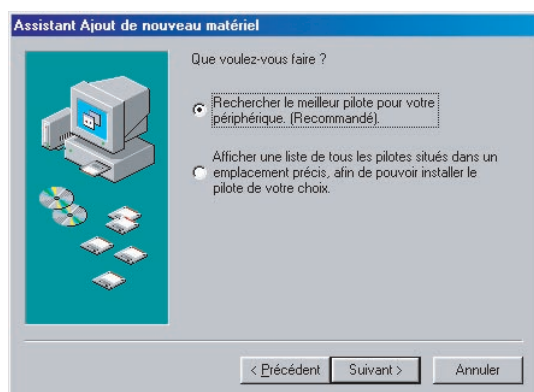 Assistant Ajout de nouveau matériel
Que voulez-vous faire ?
Rechercher le meilleur pilote pour votre
périphérique. (Recommandé).
Afficher une liste de tous les pilotes situés dans un
emplacement précis, afin de pouvoir installer le
pilote de votre choix.
< Précédent
Suivant >
Annuler